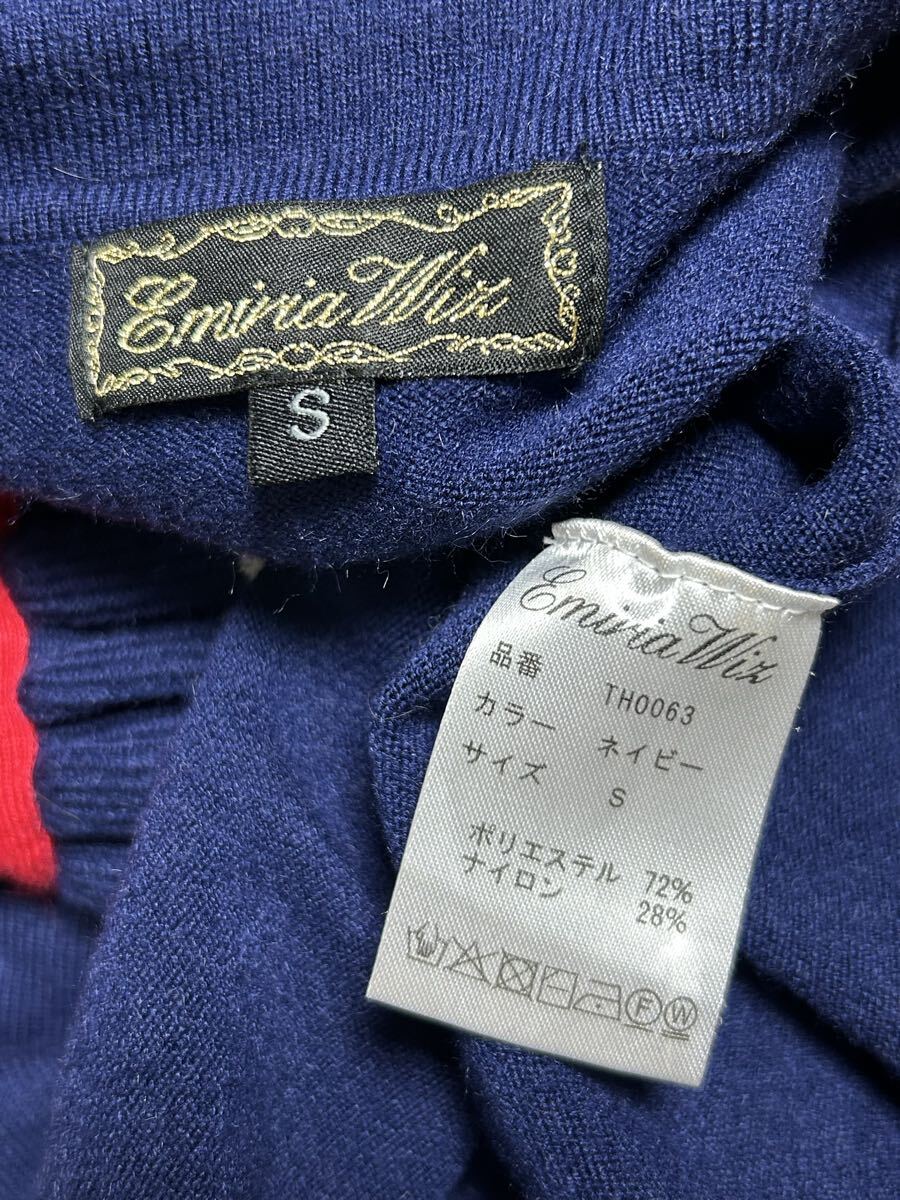 Emiria Wiz
S
Emiria Wiz
品番 TH0063
カラー ネイビー
サイズ S
ポリエステル 72%
ナイロン 28%
F W